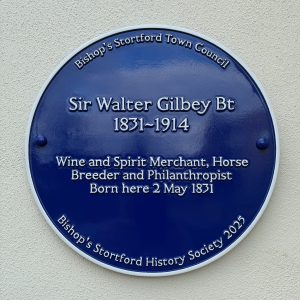 Bishop's Stortford Town Council
Sir Walter Gilbey Bt
1831~1914
Wine and Spirit Merchant, Horse
Breeder and Philanthropist
Born here 2 May 1831
Bishop's Stortford History Society 2025